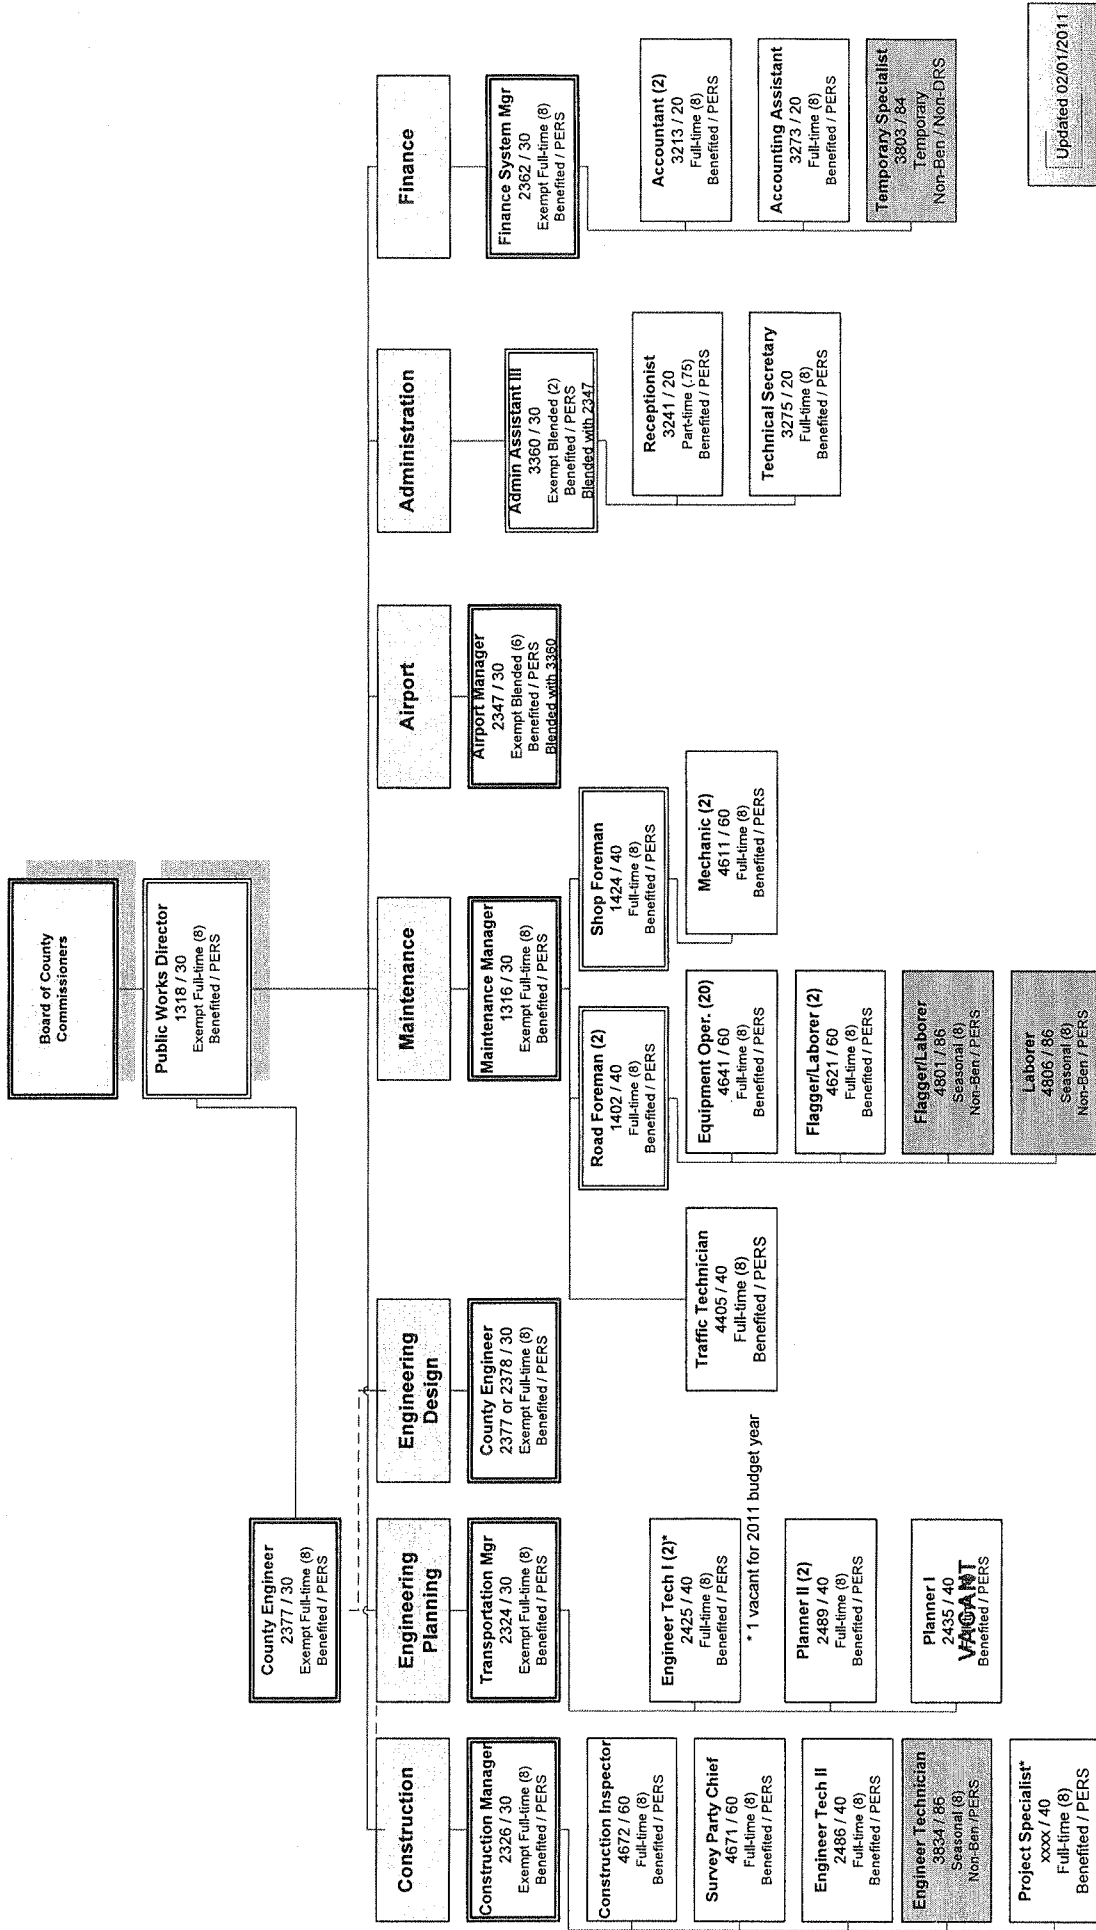 Board of County
Commissioners
Public Works Director
1318 / 30
Exempt Full-time (8)
Benefited / PERS
County Engineer
2377 / 30
Exempt Full-time (8)
Benefited / PERS
Construction
Construction Manager
2326 / 30
Exempt Full-time (8)
Benefited / PERS
Construction Inspector
4672 / 60
Full-time (8)
Benefited / PERS
Survey Party Chief
4671 / 60
Full-time (8)
Benefited / PERS
Engineer Tech II
2486 / 40
Full-time (8)
Benefited / PERS
Engineer Technician
3834 / 86
Seasonal (8)
Non-Ben /PERS
Project Specialist*
xxxx / 40
Full-time (8)
Benefited / PERS
Engineering
Planning
Transportation Mgr
2324 / 30
Exempt Full-time (8)
Benefited / PERS
Engineer Tech I (2)*
2425 / 40
Full-time (8)
Benefited / PERS
* 1 vacant for 2011 budget year
Planner II (2)
2489 / 40
Full-time (8)
Benefited / PERS
Planner I
2435 / 40
VACANT
Benefited / PERS
Engineering
Design
County Engineer
2377 or 2378 / 30
Exempt Full-time (8)
Benefited / PERS
Maintenance
Maintenance Manager
1316 / 30
Exempt Full-time (8)
Benefited / PERS
Traffic Technician
4405 / 40
Full-time (8)
Benefited / PERS
Road Foreman (2)
1402 / 40
Full-time (8)
Benefited / PERS
Equipment Oper. (20)
4641 / 60
Full-time (8)
Benefited / PERS
Flagger/Laborer (2)
4621 / 60
Full-time (8)
Benefited / PERS
Flagger/Laborer
4801 / 86
Seasonal (8)
Non-Ben / PERS
Laborer
4806 / 86
Seasonal (8)
Non-Ben / PERS
Shop Foreman
1424 / 40
Full-time (8)
Benefited / PERS
Mechanic (2)
4611 / 60
Full-time (8)
Benefited / PERS
Airport
Airport Manager
2347 / 30
Exempt Blended (6)
Benefited / PERS
Blended with 3360
Administration
Admin Assistant III
3360 / 30
Exempt Blended (2)
Benefited / PERS
Blended with 2347
Receptionist
3241 / 20
Part-time (.75)
Benefited / PERS
Technical Secretary
3275 / 20
Full-time (8)
Benefited / PERS
Finance
Finance System Mgr
2362 / 30
Exempt Full-time (8)
Benefited / PERS
Accountant (2)
3213 / 20
Full-time (8)
Benefited / PERS
Accounting Assistant
3273 / 20
Full-time (8)
Benefited / PERS
Temporary Specialist
3803 / 84
Temporary
Non-Ben / Non-DRS
Updated 02/01/2011